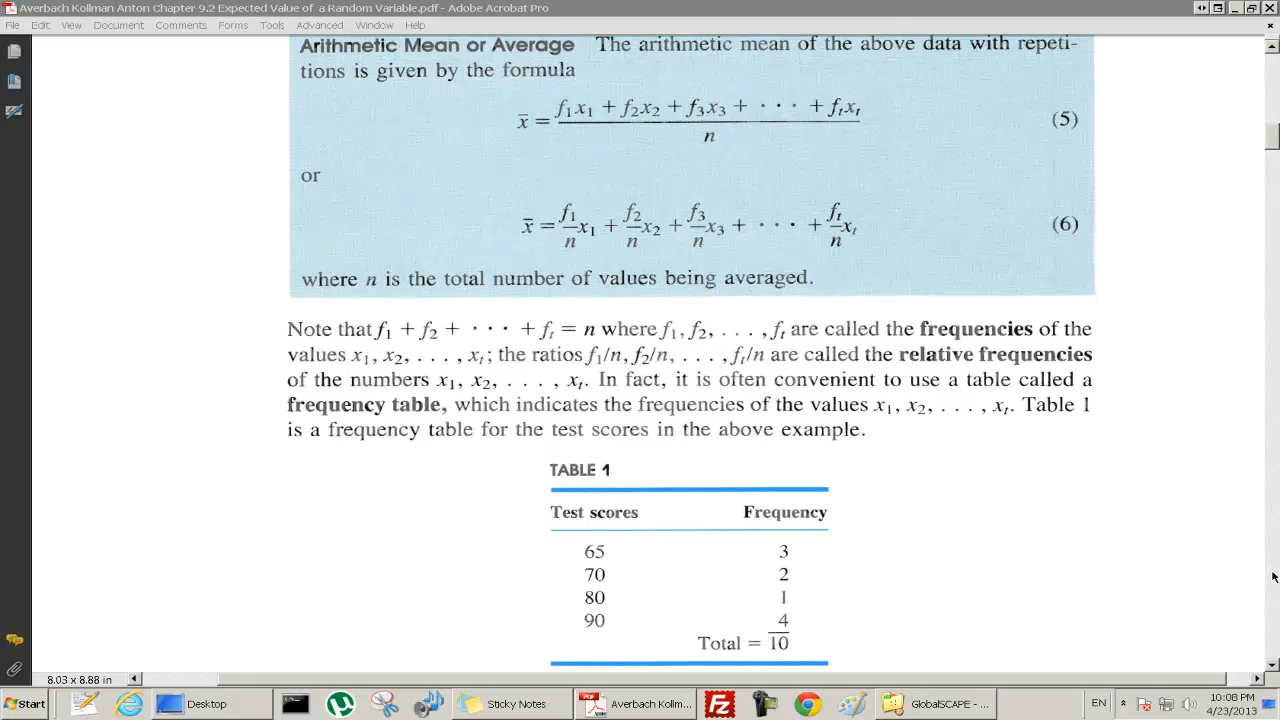 Averbach Kollman Anton Chapter 9.2 Expected Value of a Random Variable.pdf - Adobe Acrobat Pro
File Edit View Document Comments Forms Tools Advanced Window Help
Arithmetic Mean or Average The arithmetic mean of the above data with repeti-
tions is given by the formula
x̄ = (f₁x₁ + f₂x₂ + f₃x₃ + · · · + fₜxₜ) / n (5)
or
x̄ = f₁/n x₁ + f₂/n x₂ + f₃/n x₃ + · · · + fₜ/n xₜ (6)
where n is the total number of values being averaged.
Note that f₁ + f₂ + · · · + fₜ = n where f₁, f₂, . . . , fₜ are called the frequencies of the
values x₁, x₂, . . . , xₜ; the ratios f₁/n, f₂/n, . . . , fₜ/n are called the relative frequencies
of the numbers x₁, x₂, . . . , xₜ. In fact, it is often convenient to use a table called a
frequency table, which indicates the frequencies of the values x₁, x₂, . . . , xₜ. Table 1
is a frequency table for the test scores in the above example.
TABLE 1
Test scores Frequency
65 3
70 2
80 1
90 4
Total = 10
8.03 x 8.88 in
Start Desktop Sticky Notes Averbach Kollm... GlobalSCAPE - ... EN 10:08 PM
4/23/2013